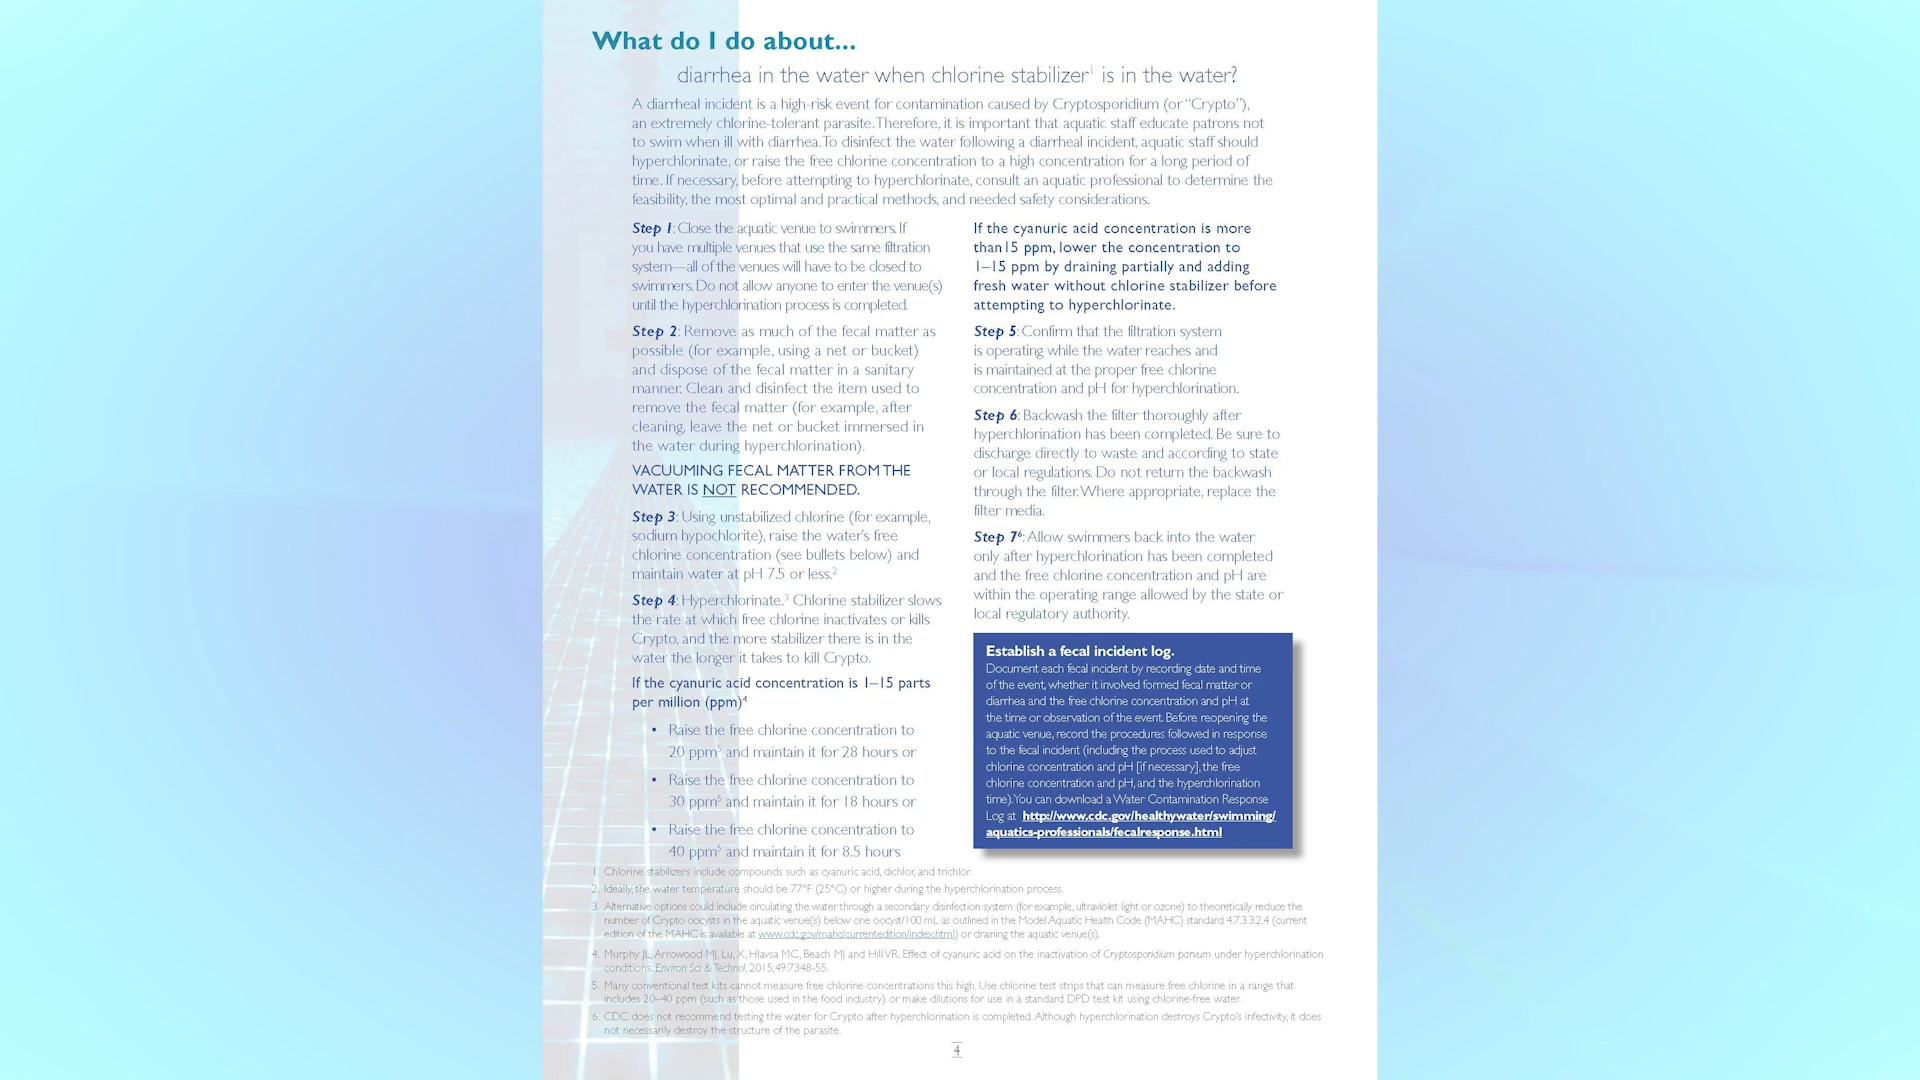 What do I do about...
diarrhea in the water when chlorine stabilizer1 is in the water?
A diarrheal incident is a high-risk event for contamination caused by Cryptosporidium (or “Crypto”),
an extremely chlorine-tolerant parasite. Therefore, it is important that aquatic staff educate patrons not
to swim when ill with diarrhea. To disinfect the water following a diarrheal incident, aquatic staff should
hyperchlorinate, or raise the free chlorine concentration to a high concentration for a long period of
time. If necessary, before attempting to hyperchlorinate, consult an aquatic professional to determine the
feasibility, the most optimal and practical methods, and needed safety considerations.
Step 1: Close the aquatic venue to swimmers. If
you have multiple venues that use the same filtration
system—all of the venues will have to be closed to
swimmers. Do not allow anyone to enter the venue(s)
until the hyperchlorination process is completed.
Step 2: Remove as much of the fecal matter as
possible (for example, using a net or bucket)
and dispose of the fecal matter in a sanitary
manner. Clean and disinfect the item used to
remove the fecal matter (for example, after
cleaning, leave the net or bucket immersed in
the water during hyperchlorination).
VACUUMING FECAL MATTER FROM THE
WATER IS NOT RECOMMENDED.
Step 3: Using unstabilized chlorine (for example,
sodium hypochlorite), raise the water’s free
chlorine concentration (see bullets below) and
maintain water at pH 7.5 or less.2
Step 4: Hyperchlorinate.3 Chlorine stabilizer slows
the rate at which free chlorine inactivates or kills
Crypto, and the more stabilizer there is in the
water the longer it takes to kill Crypto.
If the cyanuric acid concentration is 1–15 parts
per million (ppm)4
• Raise the free chlorine concentration to
20 ppm5 and maintain it for 28 hours or
• Raise the free chlorine concentration to
30 ppm5 and maintain it for 18 hours or
• Raise the free chlorine concentration to
40 ppm5 and maintain it for 8.5 hours
If the cyanuric acid concentration is more
than15 ppm, lower the concentration to
1–15 ppm by draining partially and adding
fresh water without chlorine stabilizer before
attempting to hyperchlorinate.
Step 5: Confirm that the filtration system
is operating while the water reaches and
is maintained at the proper free chlorine
concentration and pH for hyperchlorination.
Step 6: Backwash the filter thoroughly after
hyperchlorination has been completed. Be sure to
discharge directly to waste and according to state
or local regulations. Do not return the backwash
through the filter. Where appropriate, replace the
filter media.
Step 76: Allow swimmers back into the water
only after hyperchlorination has been completed
and the free chlorine concentration and pH are
within the operating range allowed by the state or
local regulatory authority.
Establish a fecal incident log.
Document each fecal incident by recording date and time
of the event, whether it involved formed fecal matter or
diarrhea and the free chlorine concentration and pH at
the time or observation of the event. Before reopening the
aquatic venue, record the procedures followed in response
to the fecal incident (including the process used to adjust
chlorine concentration and pH [if necessary], the free
chlorine concentration and pH, and the hyperchlorination
time). You can download a Water Contamination Response
Log at http://www.cdc.gov/healthywater/swimming/
aquatics-professionals/fecalresponse.html
1. Chlorine stabilizers include compounds such as cyanuric acid, dichlor, and trichlor.
2. Ideally, the water temperature should be 77°F (25°C) or higher during the hyperchlorination process.
3. Alternative options could include circulating the water through a secondary disinfection system (for example, ultraviolet light or ozone) to theoretically reduce the
number of Crypto oocysts in the aquatic venue(s) below one oocyst/100 mL as outlined in the Model Aquatic Health Code (MAHC) standard 4.7.3.3.2.4 (current
edition of the MAHC is available at www.cdc.gov/mahc/currentedition/index.html) or draining the aquatic venue(s).
4. Murphy JL, Arrowood MJ, Lu, X, Hlavsa MC, Beach MJ and Hill VR. Effect of cyanuric acid on the inactivation of Cryptosporidium parvum under hyperchlorination
conditions. Environ Sci & Technol, 2015;49:7348-55.
5. Many conventional test kits cannot measure free chlorine concentrations this high. Use chlorine test strips that can measure free chlorine in a range that
includes 20–40 ppm (such as those used in the food industry) or make dilutions for use in a standard DPD test kit using chlorine-free water.
6. CDC does not recommend testing the water for Crypto after hyperchlorination is completed. Although hyperchlorination destroys Crypto’s infectivity, it does
not necessarily destroy the structure of the parasite.
4